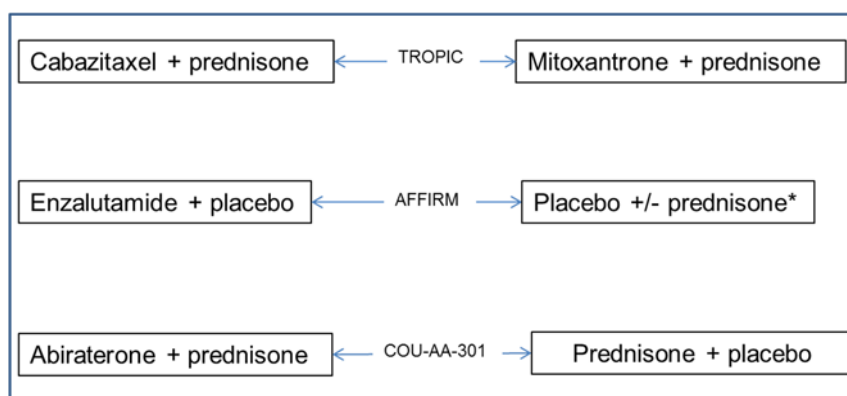 Cabazitaxel + prednisone TROPIC Mitoxantrone + prednisone
Enzalutamide + placebo AFFIRM Placebo +/- prednisone*
Abiraterone + prednisone COU-AA-301 Prednisone + placebo